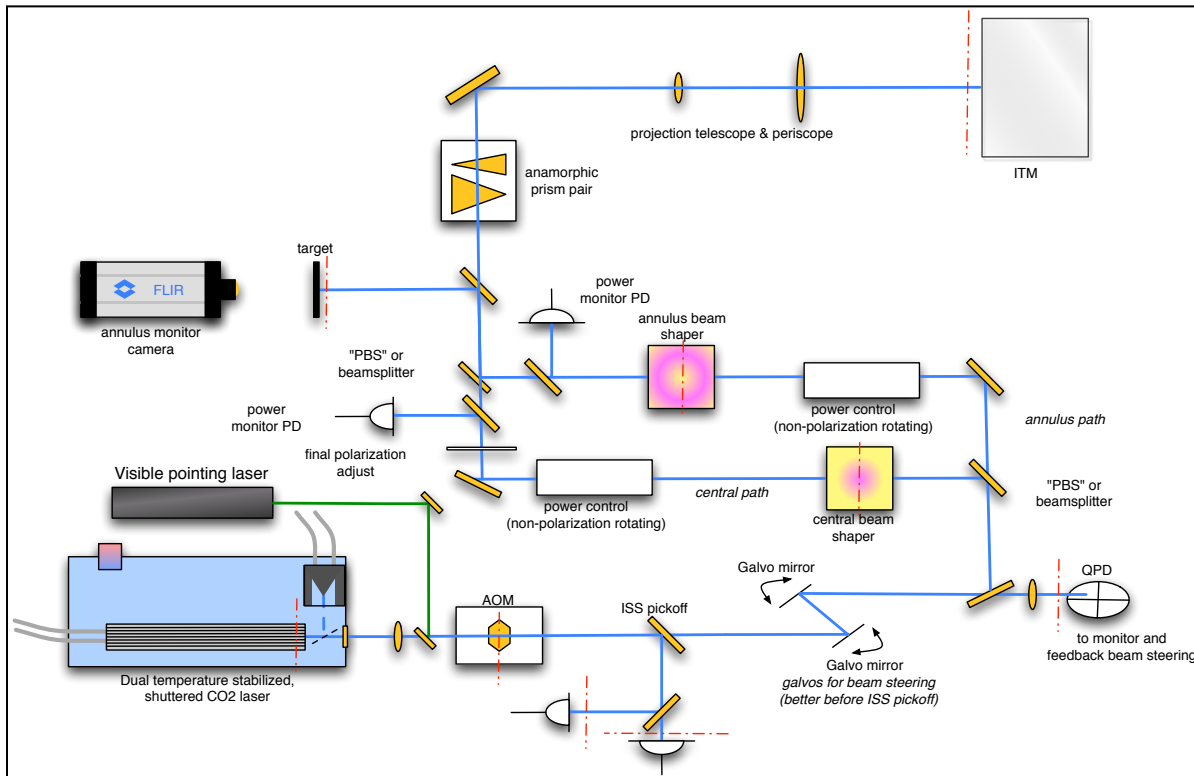 projection telescope & periscope
ITM
anamorphic
prism pair
target
FLIR
annulus monitor
camera
power
monitor PD
annulus beam
shaper
"PBS" or
beamsplitter
power control
(non-polarization rotating)
annulus path
power
monitor PD
final polarization
adjust
Visible pointing laser
power control
(non-polarization rotating)
central path
central beam
shaper
"PBS" or
beamsplitter
Galvo mirror
QPD
AOM
ISS pickoff
to monitor and
feedback beam steering
Galvo mirror
galvos for beam steering
(better before ISS pickoff)
Dual temperature stabilized,
shuttered CO2 laser